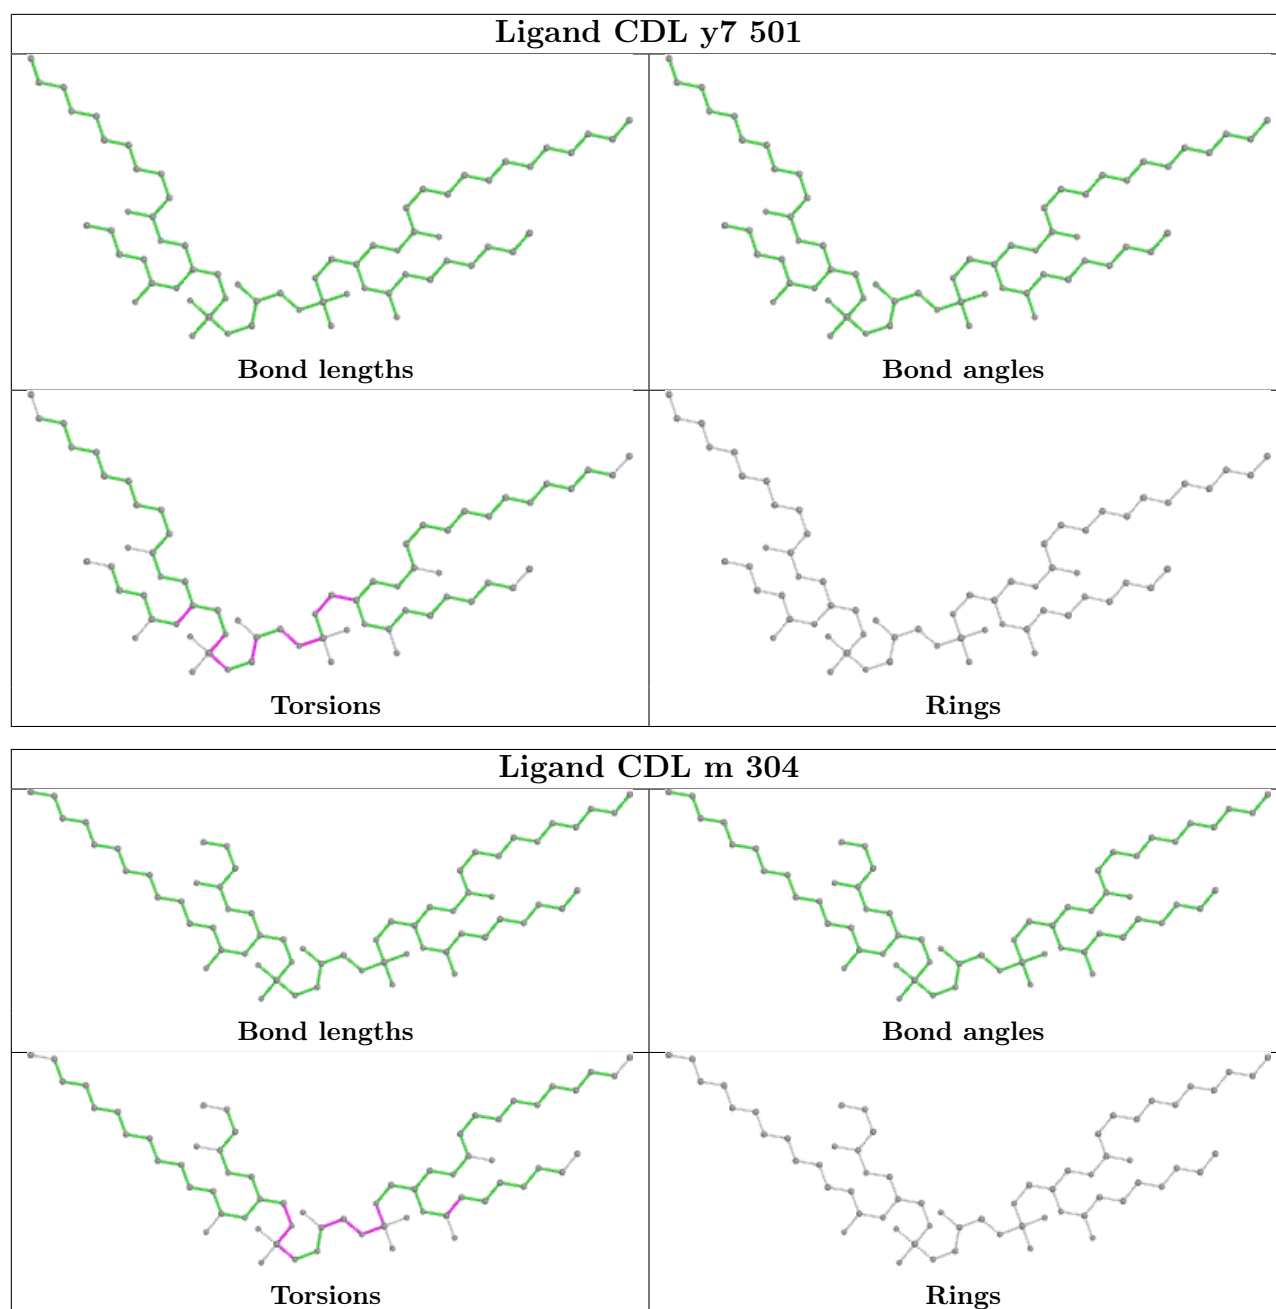 Ligand CDL y7 501
Bond lengths
Bond angles
Torsions
Rings
Ligand CDL m 304
Bond lengths
Bond angles
Torsions
Rings